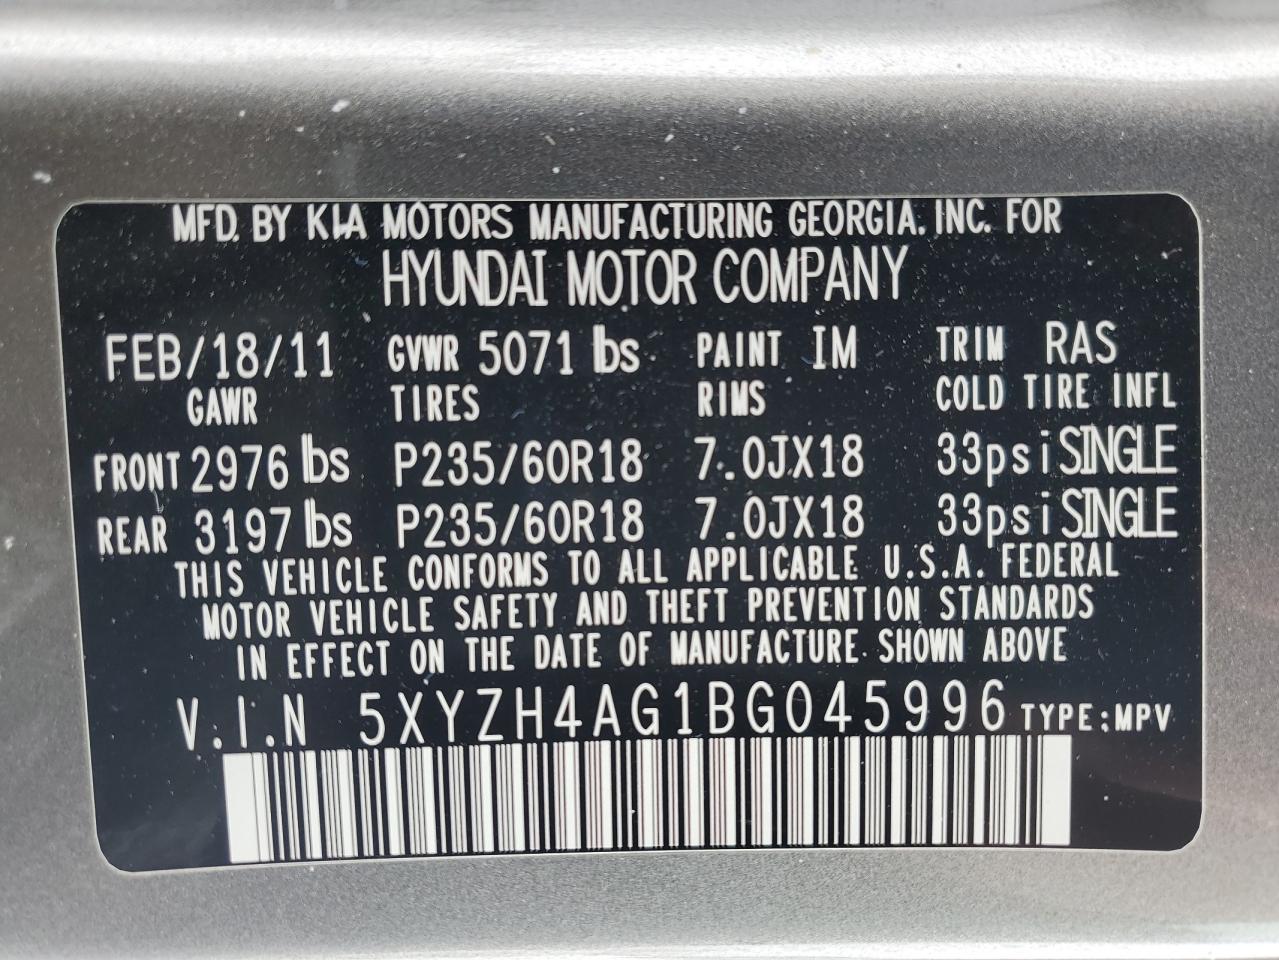 MFD. BY KIA MOTORS MANUFACTURING GEORGIA. INC. FOR
HYUNDAI MOTOR COMPANY
FEB/18/11 GVWR 5071 lbs PAINT IM TRIM RAS
GAWR TIRES RIMS COLD TIRE INFL
FRONT 2976 lbs P235/60R18 7.0JX18 33psi SINGLE
REAR 3197 lbs P235/60R18 7.0JX18 33psi SINGLE
THIS VEHICLE CONFORMS TO ALL APPLICABLE U.S.A. FEDERAL
MOTOR VEHICLE SAFETY AND THEFT PREVENTION STANDARDS
IN EFFECT ON THE DATE OF MANUFACTURE SHOWN ABOVE
V.I.N 5XYZH4AG1BG045996 TYPE:MPV